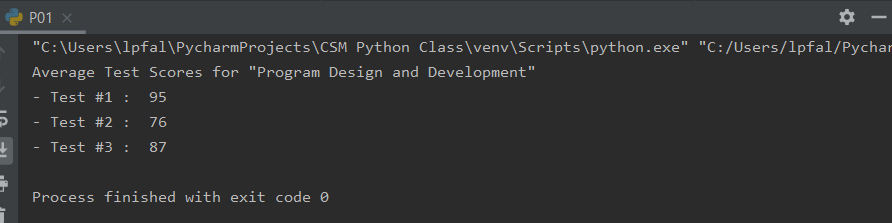 P01
"C:\Users\lpfal\PycharmProjects\CSM Python Class\venv\Scripts\python.exe" "C:/Users/lpfal/Pychar
Average Test Scores for "Program Design and Development"
- Test #1 :  95
- Test #2 :  76
- Test #3 :  87
Process finished with exit code 0